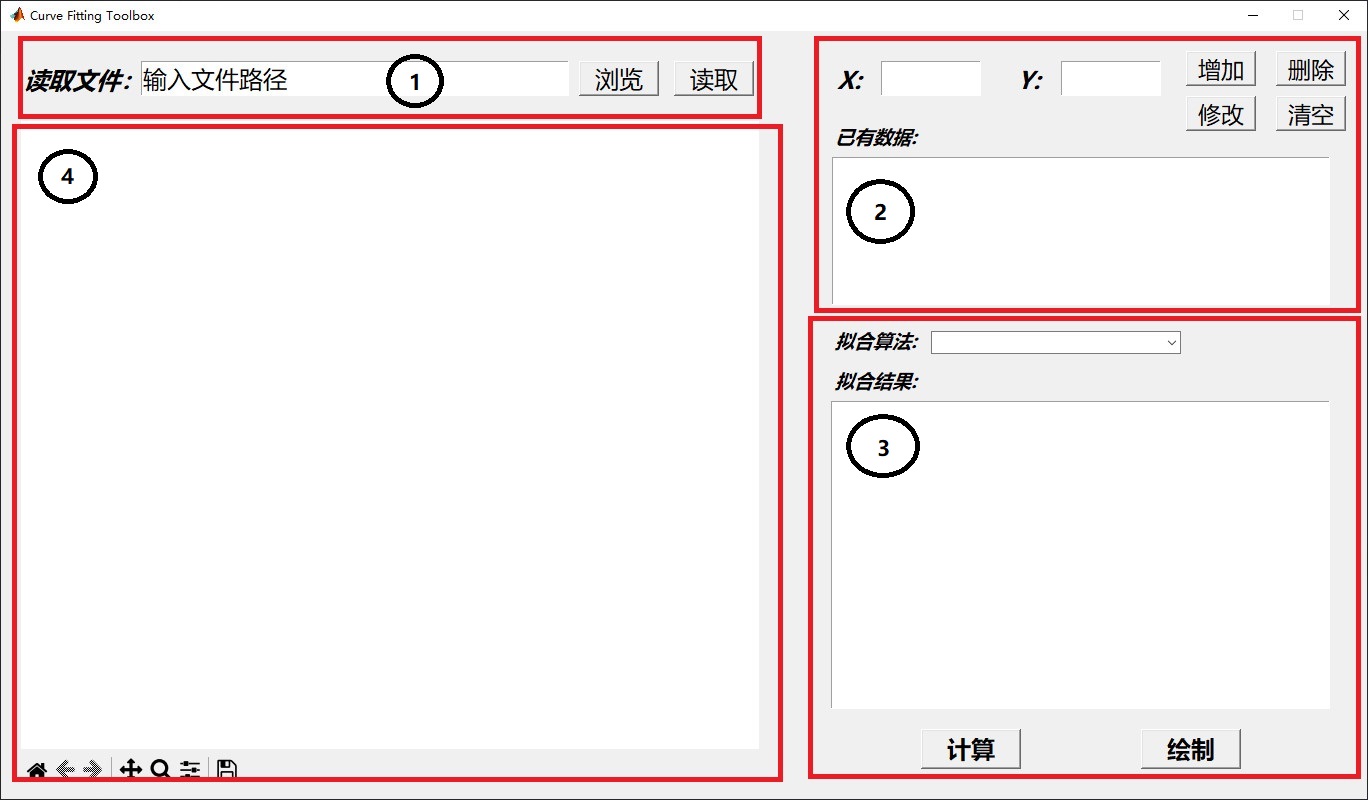 Curve Fitting Toolbox
读取文件：
输入文件路径
1
浏览
读取
4
X:
Y:
增加
删除
修改
清空
已有数据:
2
拟合算法:
拟合结果:
3
计算
绘制